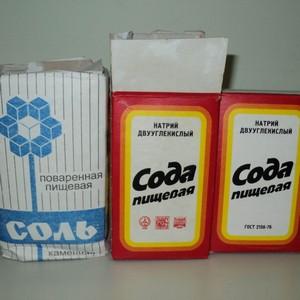 поваренная
пищевая
СОЛЬ
каменная
НАТРИЙ
ДВУУГЛЕКИСЛЫЙ
Сода
пищевая
НАТРИЙ
ДВУУГЛЕКИСЛЫЙ
Сода
пищевая
ГОСТ 2156-76